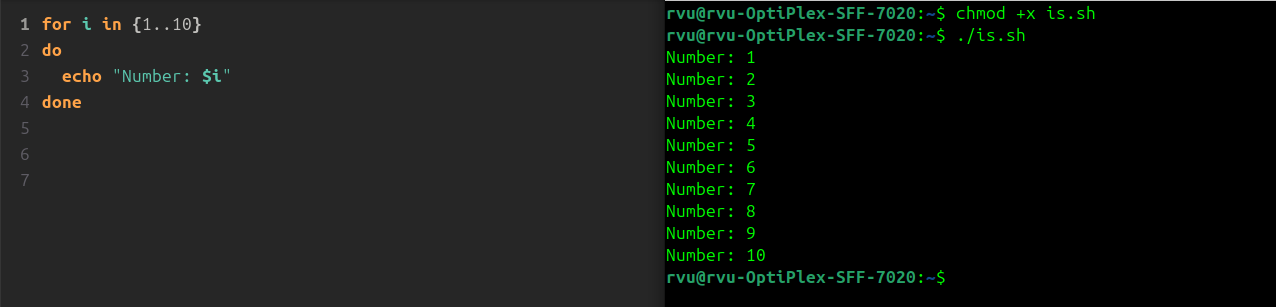 1 for i in {1..10}
2 do
3   echo "Number: $i"
4 done
5
6
7
rvu@rvu-OptiPlex-SFF-7020:~$ chmod +x is.sh
rvu@rvu-OptiPlex-SFF-7020:~$ ./is.sh
Number: 1
Number: 2
Number: 3
Number: 4
Number: 5
Number: 6
Number: 7
Number: 8
Number: 9
Number: 10
rvu@rvu-OptiPlex-SFF-7020:~$